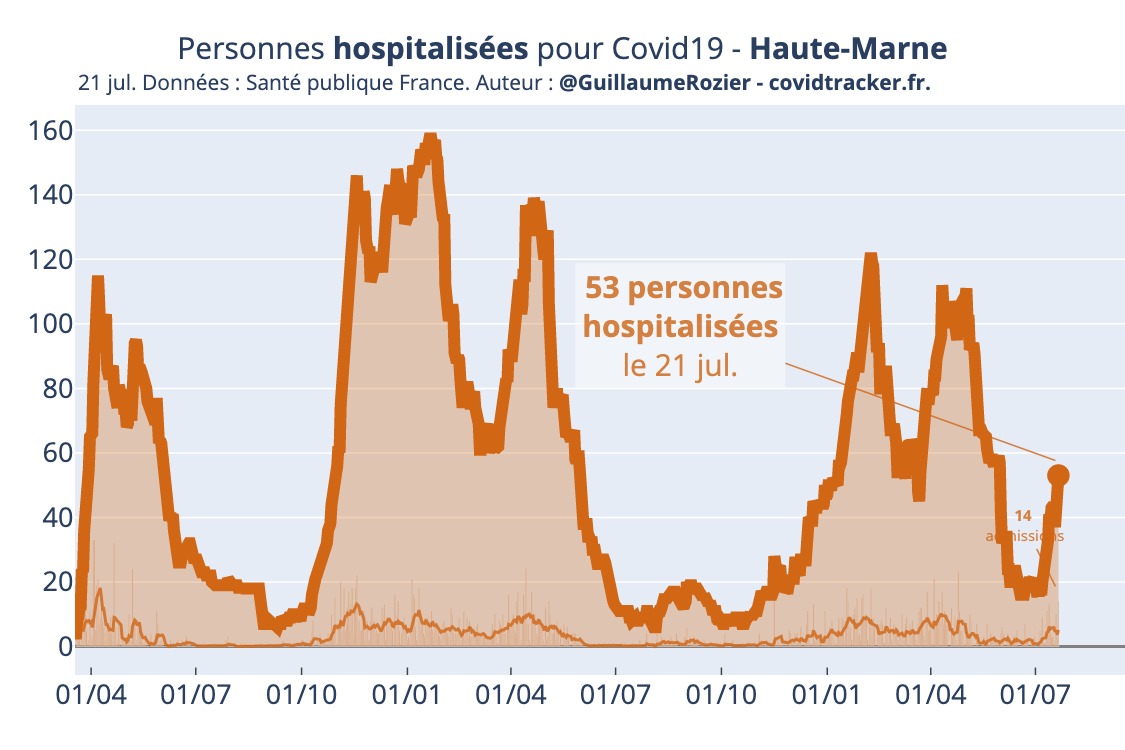 Personnes hospitalisées pour Covid19 - Haute-Marne
21 jul. Données : Santé publique France. Auteur : @GuillaumeRozier - covidtracker.fr.
160
140
120
100
80
60
40
20
0
53 personnes
hospitalisées
le 21 jul.
14
admissions
01/04 01/07 01/10 01/01 01/04 01/07 01/10 01/01 01/04 01/07